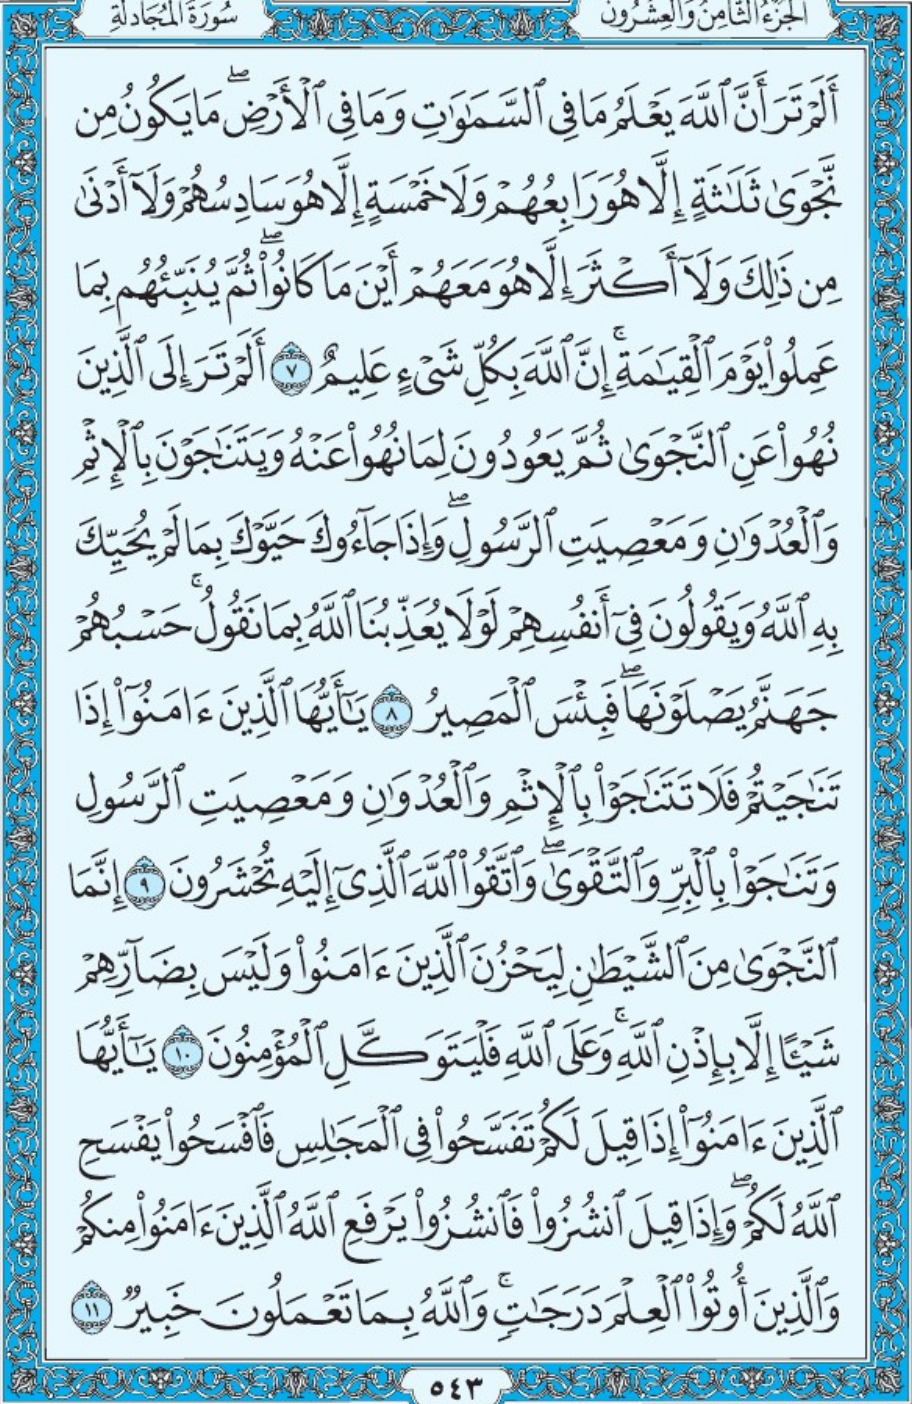 الجزء الثامن والعشرون
سورة المجادلة
أَلَمْ تَرَ أَنَّ ٱللَّهَ يَعْلَمُ مَا فِي ٱلسَّمَٰوَٰتِ وَمَا فِي ٱلْأَرْضِۖ مَا يَكُونُ مِن
نَّجْوَىٰ ثَلَٰثَةٍ إِلَّا هُوَ رَابِعُهُمْ وَلَا خَمْسَةٍ إِلَّا هُوَ سَادِسُهُمْ وَلَآ أَدْنَىٰ
مِن ذَٰلِكَ وَلَآ أَكْثَرَ إِلَّا هُوَ مَعَهُمْ أَيْنَ مَا كَانُوا۟ۖ ثُمَّ يُنَبِّئُهُم بِمَا
عَمِلُوا۟ يَوْمَ ٱلْقِيَٰمَةِۚ إِنَّ ٱللَّهَ بِكُلِّ شَيْءٍ عَلِيمٌ ٧ أَلَمْ تَرَ إِلَى ٱلَّذِينَ
نُهُوا۟ عَنِ ٱلنَّجْوَىٰ ثُمَّ يَعُودُونَ لِمَا نُهُوا۟ عَنْهُ وَيَتَنَٰجَوْنَ بِٱلْإِثْمِ
وَٱلْعُدْوَٰنِ وَمَعْصِيَتِ ٱلرَّسُولِۖ وَإِذَا جَآءُوكَ حَيَّوْكَ بِمَا لَمْ يُحَيِّكَ
بِهِ ٱللَّهُ وَيَقُولُونَ فِيٓ أَنفُسِهِمْ لَوْلَا يُعَذِّبُنَا ٱللَّهُ بِمَا نَقُولُۚ حَسْبُهُمْ
جَهَنَّمُ يَصْلَوْنَهَاۖ فَبِئْسَ ٱلْمَصِيرُ ٨ يَٰٓأَيُّهَا ٱلَّذِينَ ءَامَنُوٓا۟ إِذَا
تَنَٰجَيْتُمْ فَلَا تَتَنَٰجَوْا۟ بِٱلْإِثْمِ وَٱلْعُدْوَٰنِ وَمَعْصِيَتِ ٱلرَّسُولِ
وَتَنَٰجَوْا۟ بِٱلْبِرِّ وَٱلتَّقْوَىٰۖ وَٱتَّقُوا۟ ٱللَّهَ ٱلَّذِيٓ إِلَيْهِ تُحْشَرُونَ ٩ إِنَّمَا
ٱلنَّجْوَىٰ مِنَ ٱلشَّيْطَٰنِ لِيَحْزُنَ ٱلَّذِينَ ءَامَنُوا۟ وَلَيْسَ بِضَآرِّهِمْ
شَيْـًٔا إِلَّا بِإِذْنِ ٱللَّهِۚ وَعَلَى ٱللَّهِ فَلْيَتَوَكَّلِ ٱلْمُؤْمِنُونَ ١٠ يَٰٓأَيُّهَا
ٱلَّذِينَ ءَامَنُوٓا۟ إِذَا قِيلَ لَكُمْ تَفَسَّحُوا۟ فِي ٱلْمَجَٰلِسِ فَٱفْسَحُوا۟ يَفْسَحِ
ٱللَّهُ لَكُمْۖ وَإِذَا قِيلَ ٱنشُزُوا۟ فَٱنشُزُوا۟ يَرْفَعِ ٱللَّهُ ٱلَّذِينَ ءَامَنُوا۟ مِنكُمْ
وَٱلَّذِينَ أُوتُوا۟ ٱلْعِلْمَ دَرَجَٰتٍۚ وَٱللَّهُ بِمَا تَعْمَلُونَ خَبِيرٌ ١١
٥٤٣